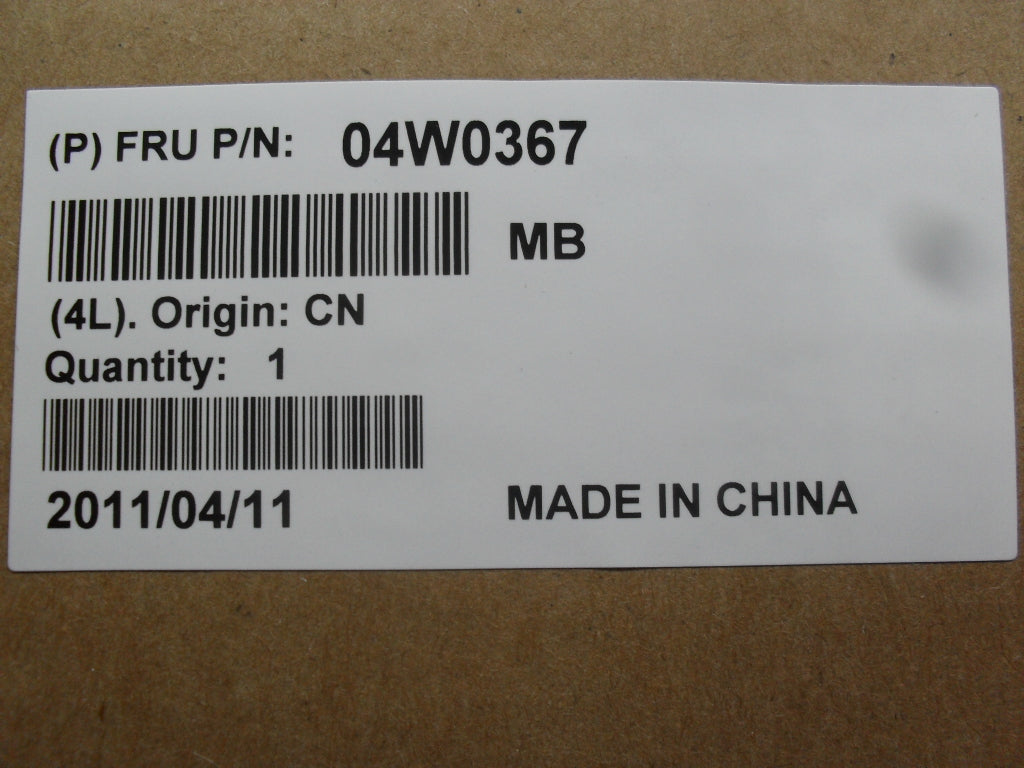 (P) FRU P/N: 04W0367
MB
(4L). Origin: CN
Quantity: 1
2011/04/11 MADE IN CHINA